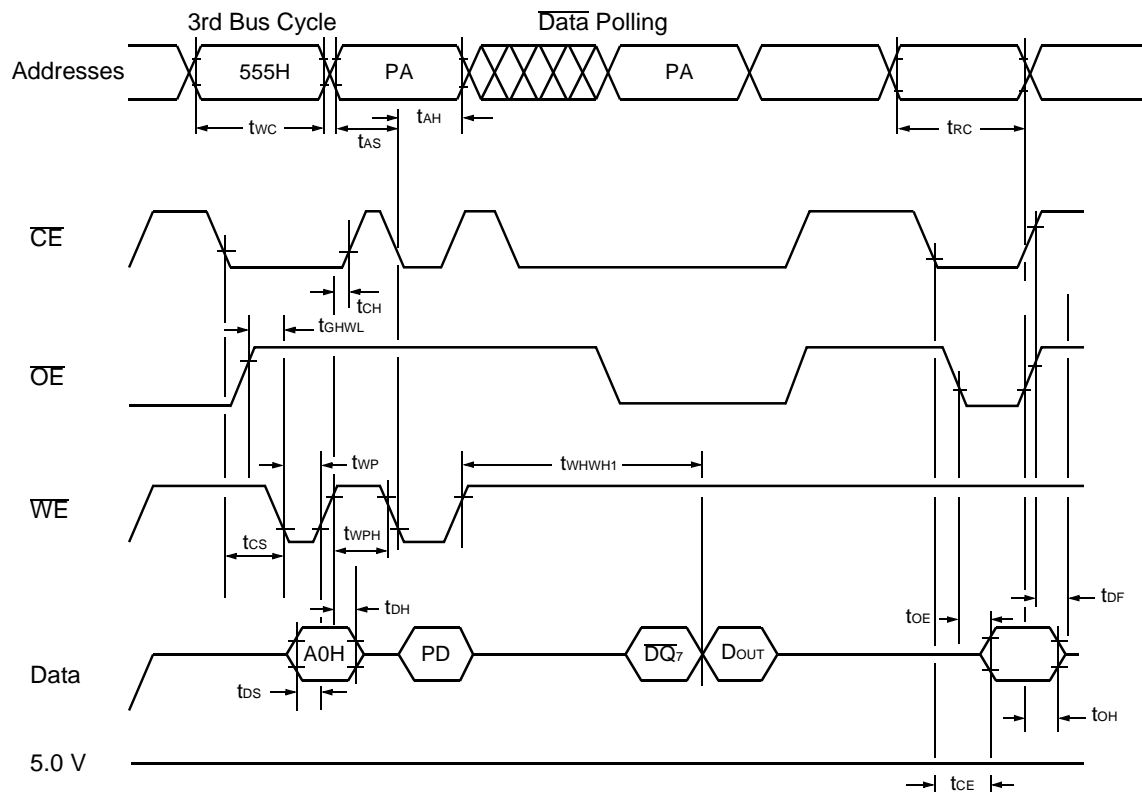 3rd Bus Cycle Data Polling
Addresses 555H PA PA
tWC tAS tAH tRC
CE
tCH
tGHWL
OE
tWP tWHWH1
WE
tCS tWPH
tDH tOE tDF
Data A0H PD DQ7 DOUT
tDS tOH
5.0 V
tCE